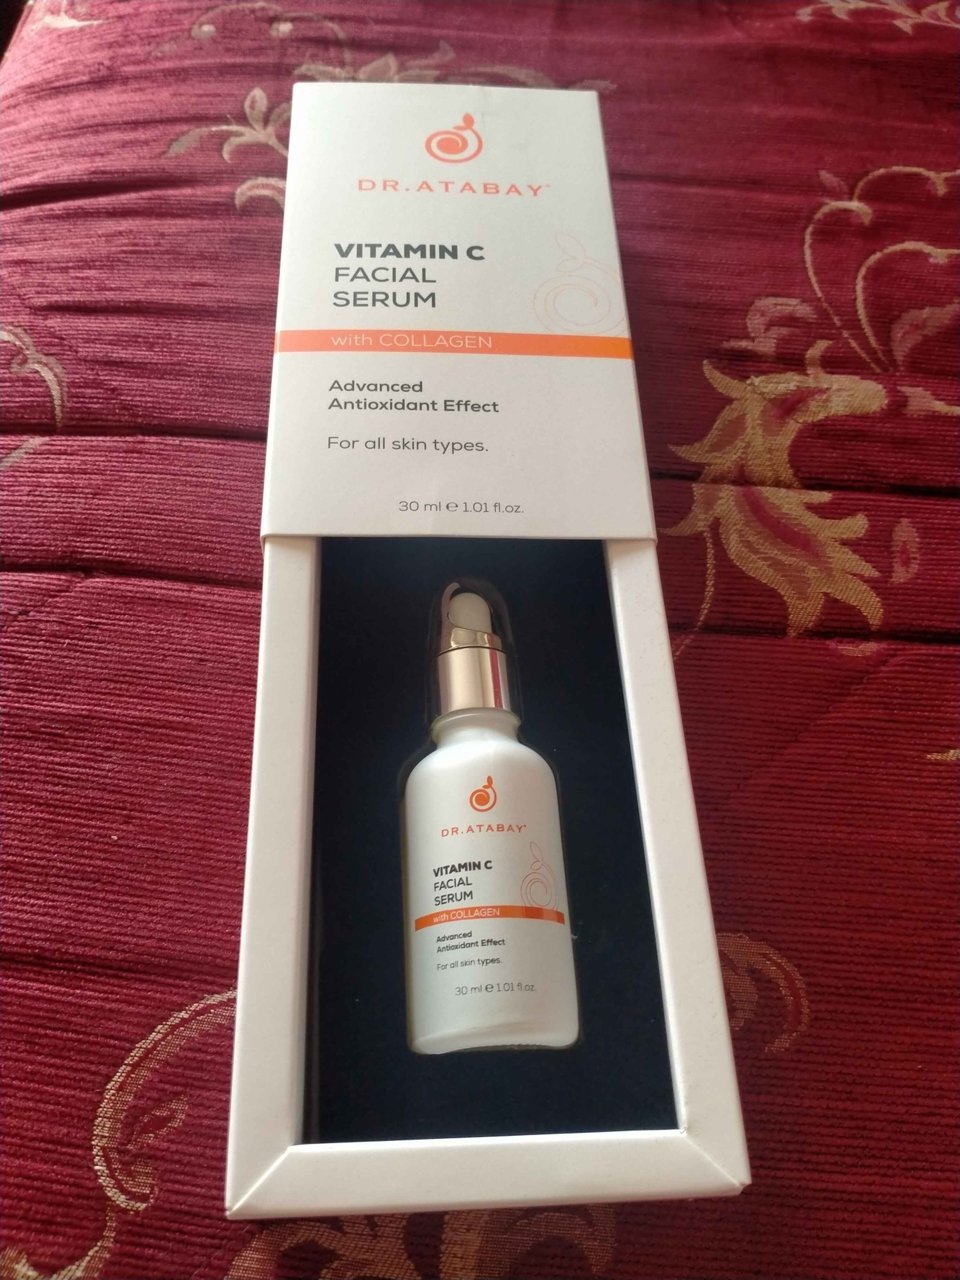 DR.ATABAY
VITAMIN C
FACIAL
SERUM
with COLLAGEN
Advanced
Antioxidant Effect
For all skin types.
30 ml ℮ 1.01 fl.oz.
DR.ATABAY
VITAMIN C
FACIAL
SERUM
with COLLAGEN
Advanced
Antioxidant Effect
For all skin types.
30 ml ℮ 1.01 fl.oz.